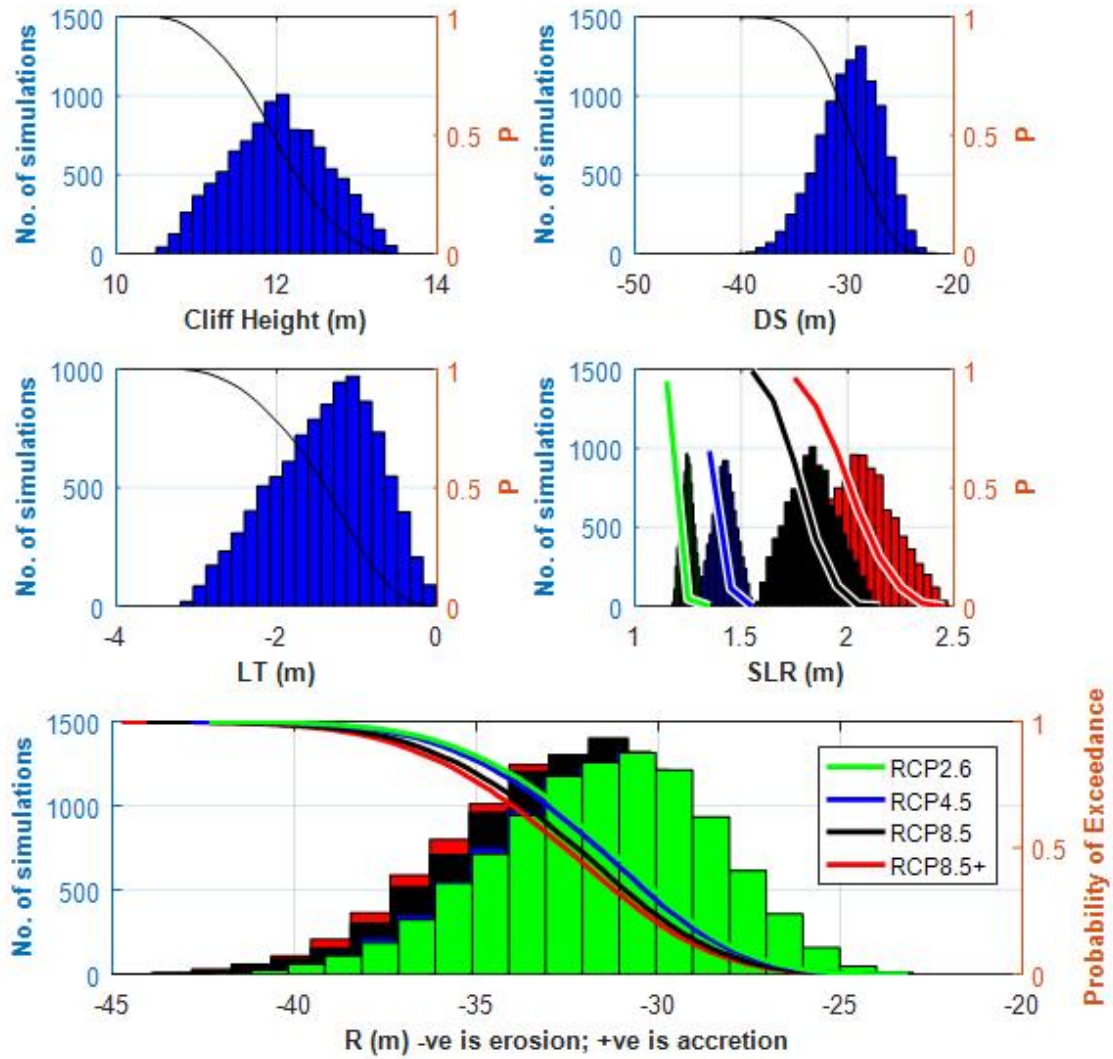 1500
1000
500
0
No. of simulations
10 12 14
Cliff Height (m)
1
0.5
0
P
1500
1000
500
0
No. of simulations
-50 -40 -30 -20
DS (m)
1
0.5
0
P
1000
500
0
No. of simulations
-4 -2 0
LT (m)
1
0.5
0
P
1500
1000
500
0
No. of simulations
1 1.5 2 2.5
SLR (m)
1
0.5
0
P
1500
1000
500
0
No. of simulations
RCP2.6
RCP4.5
RCP8.5
RCP8.5+
1
0.5
0
Probability of Exceedance
-45 -40 -35 -30 -25 -20
R (m) -ve is erosion; +ve is accretion